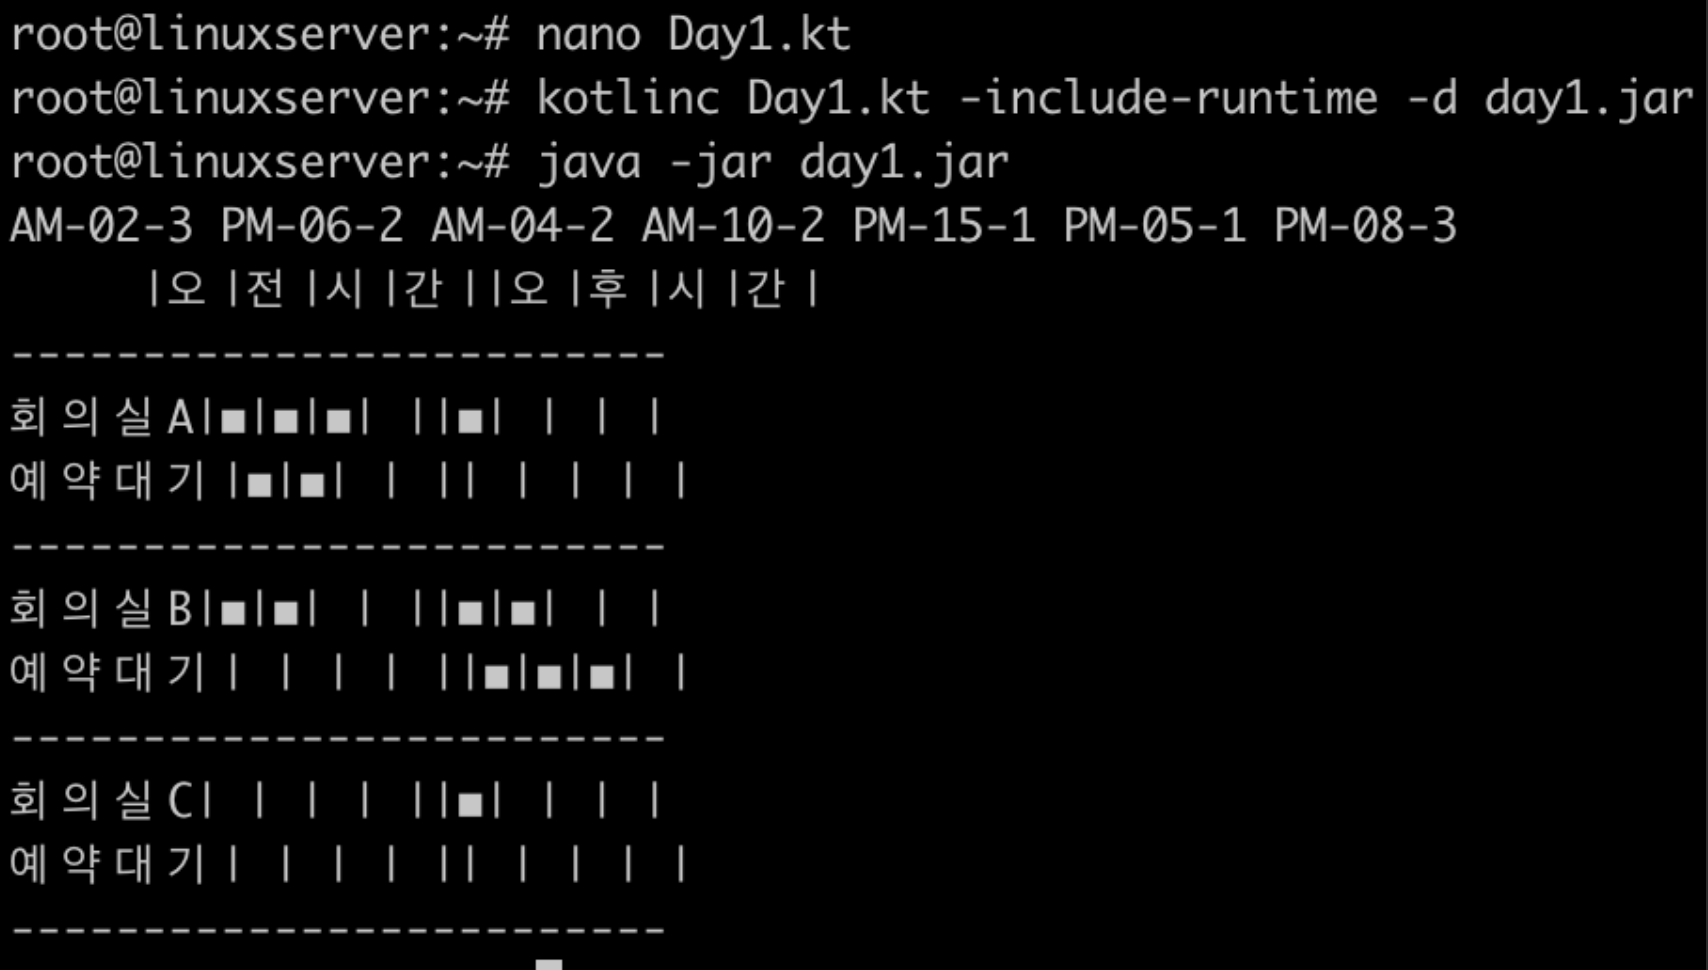 root@linuxserver:~# nano Day1.kt
root@linuxserver:~# kotlinc Day1.kt -include-runtime -d day1.jar
root@linuxserver:~# java -jar day1.jar
AM-02-3 PM-06-2 AM-04-2 AM-10-2 PM-15-1 PM-05-1 PM-08-3
|오 |전 |시 |간 ||오 |후 |시 |간 |
-------------------------
회의실A|■|■|■| ||■| | | |
예약대기|■|■| | || | | | |
-------------------------
회의실B|■|■| | ||■|■| | |
예약대기| | | | ||■|■|■| |
-------------------------
회의실C| | | | ||■| | | |
예약대기| | | | || | | | |
-------------------------